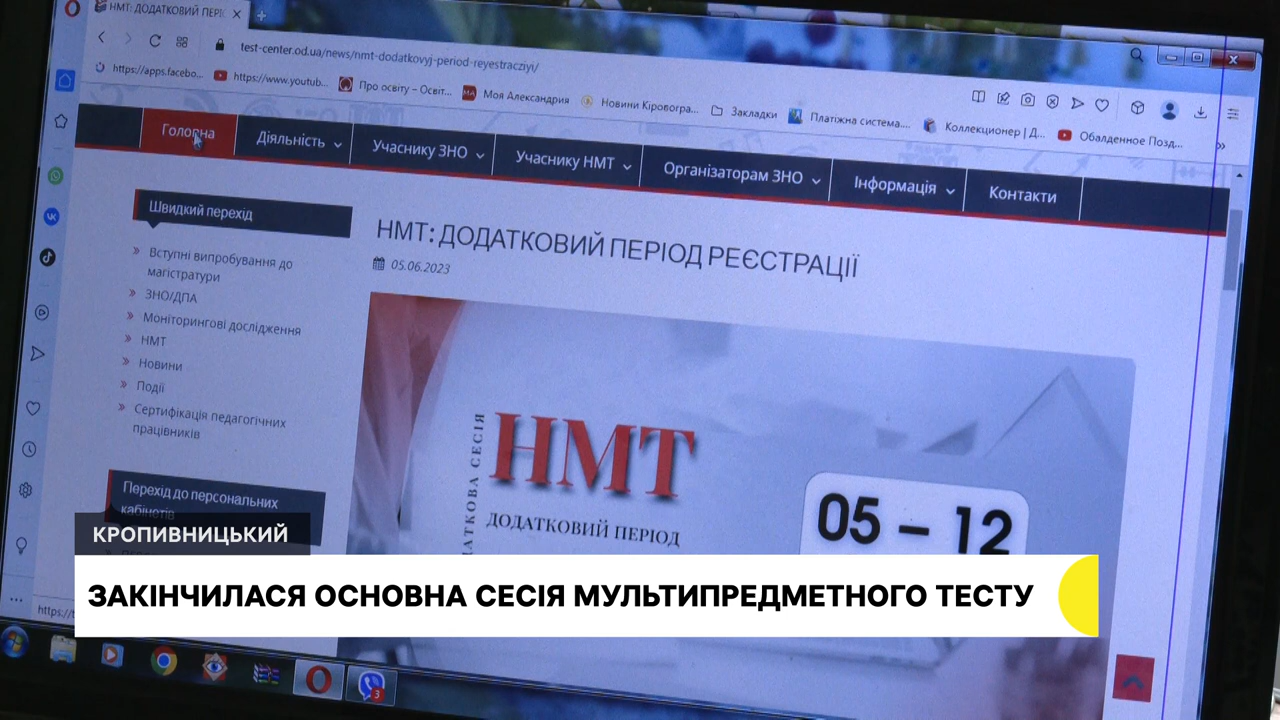 НМТ: ДОДАТКОВИЙ
test-center.od.ua/news/nmt-dodatkovyj-period-reyestracziyi/
https://apps.facebo...
https://www.youtub...
Про освіту – Освіт...
Моя Александрия
Новини Кіровогра...
Закладки
Платіжна система....
Коллекционер | Д...
Обалденное Позд...
Головна
Діяльність
Учаснику ЗНО
Учаснику НМТ
Організаторам ЗНО
Інформація
Контакти
Швидкий перехід
Вступні випробування до
магістратури
ЗНО/ДПА
Моніторингові дослідження
НМТ
Новини
Події
Сертифікація педагогічних
працівників
Перехід до персональних
кабінетів
НМТ: ДОДАТКОВИЙ ПЕРІОД РЕЄСТРАЦІЇ
05.06.2023
СЕСІЯ
НМТ
ДОДАТКОВИЙ ПЕРІОД
05 – 12
КРОПИВНИЦЬКИЙ
ЗАКІНЧИЛАСЯ ОСНОВНА СЕСІЯ МУЛЬТИПРЕДМЕТНОГО ТЕСТУ
3